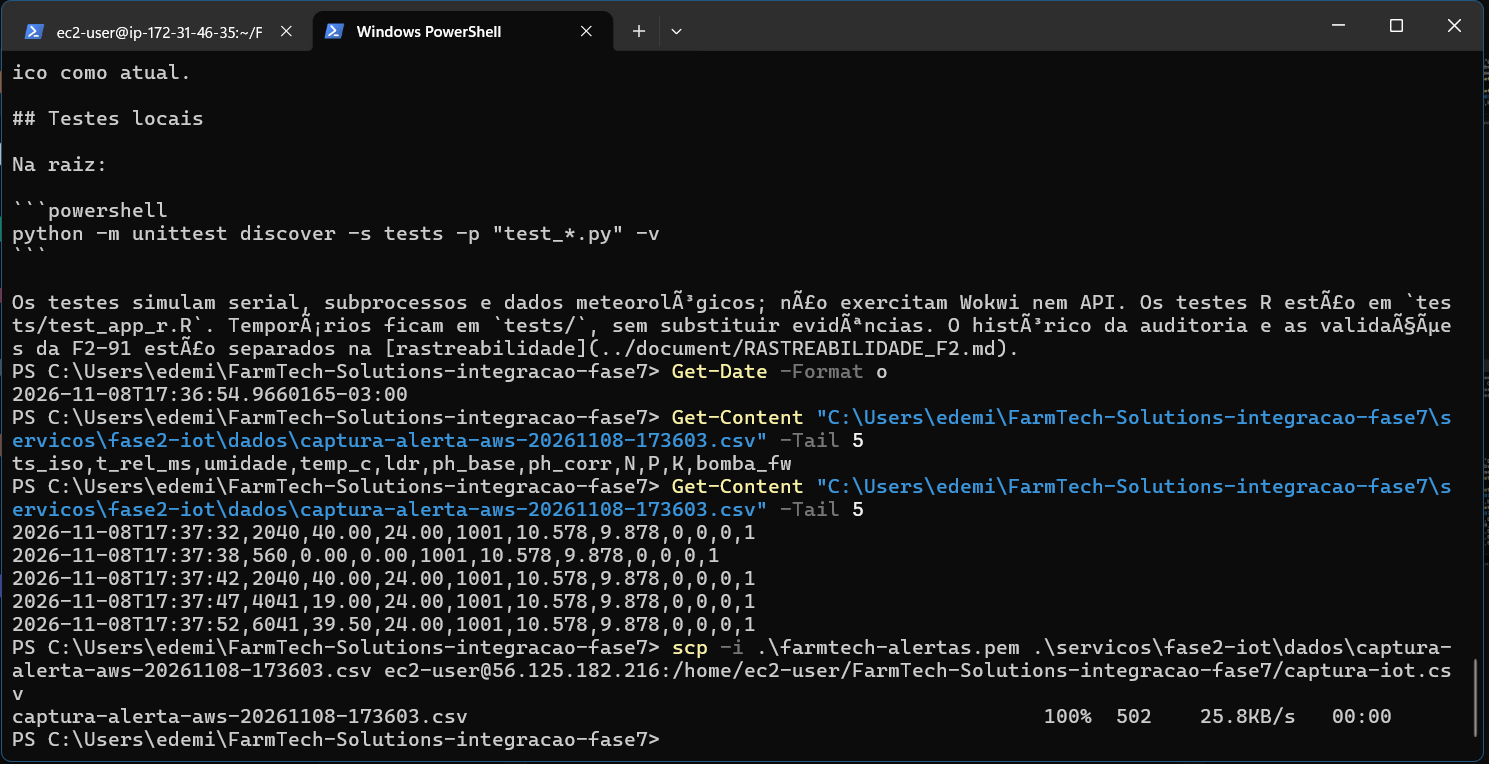 ec2-user@ip-172-31-46-35:~/F
Windows PowerShell
ico como atual.
## Testes locais
Na raiz:
```powershell
python -m unittest discover -s tests -p "test_*.py" -v
```
Os testes simulam serial, subprocessos e dados meteorolÃ³gicos; nÃ£o exercitam Wokwi nem API. Os testes R estÃ£o em `tes
ts/test_app_r.R`. TemporÃ¡rios ficam em `tests/`, sem substituir evidÃªncias. O histÃ³rico da auditoria e as validaÃ§Ãµe
s da F2-91 estÃ£o separados na [rastreabilidade](../document/RASTREABILIDADE_F2.md).
PS C:\Users\edemi\FarmTech-Solutions-integracao-fase7> Get-Date -Format o
2026-11-08T17:36:54.9660165-03:00
PS C:\Users\edemi\FarmTech-Solutions-integracao-fase7> Get-Content "C:\Users\edemi\FarmTech-Solutions-integracao-fase7\s
ervicos\fase2-iot\dados\captura-alerta-aws-20261108-173603.csv" -Tail 5
ts_iso,t_rel_ms,umidade,temp_c,ldr,ph_base,ph_corr,N,P,K,bomba_fw
PS C:\Users\edemi\FarmTech-Solutions-integracao-fase7> Get-Content "C:\Users\edemi\FarmTech-Solutions-integracao-fase7\s
ervicos\fase2-iot\dados\captura-alerta-aws-20261108-173603.csv" -Tail 5
2026-11-08T17:37:32,2040,40.00,24.00,1001,10.578,9.878,0,0,0,1
2026-11-08T17:37:38,560,0.00,0.00,1001,10.578,9.878,0,0,0,1
2026-11-08T17:37:42,2040,40.00,24.00,1001,10.578,9.878,0,0,0,1
2026-11-08T17:37:47,4041,19.00,24.00,1001,10.578,9.878,0,0,0,1
2026-11-08T17:37:52,6041,39.50,24.00,1001,10.578,9.878,0,0,0,1
PS C:\Users\edemi\FarmTech-Solutions-integracao-fase7> scp -i .\farmtech-alertas.pem .\servicos\fase2-iot\dados\captura-
alerta-aws-20261108-173603.csv ec2-user@56.125.182.216:/home/ec2-user/FarmTech-Solutions-integracao-fase7/captura-iot.cs
v
captura-alerta-aws-20261108-173603.csv 100% 502 25.8KB/s 00:00
PS C:\Users\edemi\FarmTech-Solutions-integracao-fase7>